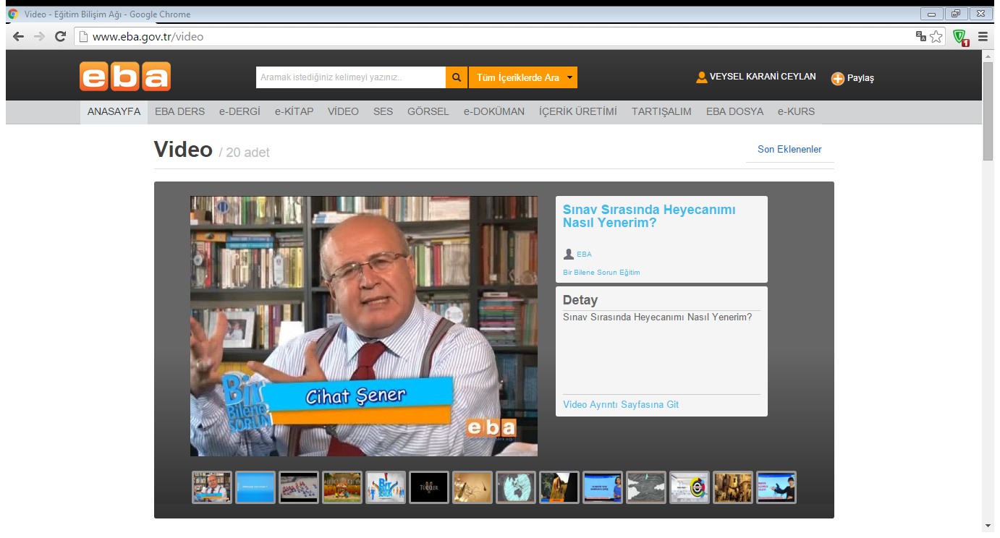 Video - Eğitim Bilişim Ağı - Google Chrome
www.eba.gov.tr/video
1
eba
Aramak istediğiniz kelimeyi yazınız..
Tüm İçeriklerde Ara
VEYSEL KARANİ CEYLAN
Paylaş
ANASAYFA EBA DERS e-DERGİ e-KİTAP VİDEO SES GÖRSEL e-DOKÜMAN İÇERİK ÜRETİMİ TARTIŞALIM EBA DOSYA e-KURS
Video / 20 adet
Son Eklenenler
Bir
Bilene
SORUN
Cihat Şener
eba
Sınav Sırasında Heyecanımı
Nasıl Yenerim?
EBA
Bir Bilene Sorun Eğitim
Detay
Sınav Sırasında Heyecanımı Nasıl Yenerim?
Video Ayrıntı Sayfasına Git
Bir
TÜRKLER